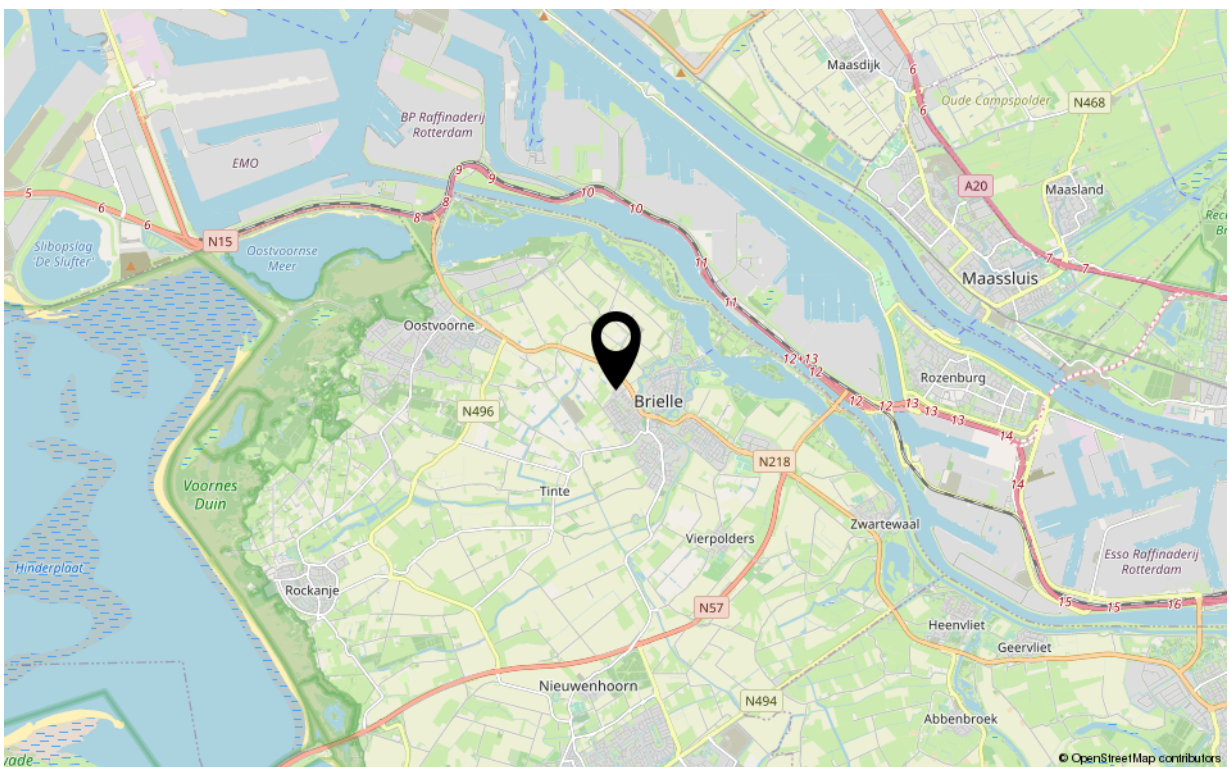 Maasdijk
6
6
Oude Campspolder
N468
BP Raffinaderij
Rotterdam
EMO
9
9
10
10
A20
Maasland
5
6
6
8
8
N15
Slibopslag
'De Slufter'
Oostvoornse
Meer
11
11
7
7
Maassluis
Oostvoorne
12+13
12
12
12
13
13
14
Rozenburg
Brielle
N496
N218
14
Voornes
Duin
Tinte
Zwartewaal
Vierpolders
Esso Raffinaderij
Rotterdam
Hinderplaat
Rockanje
N57
15
15
16
Heenvliet
Geervliet
Nieuwenhoorn
N494
Abbenbroek
© OpenStreetMap contributors